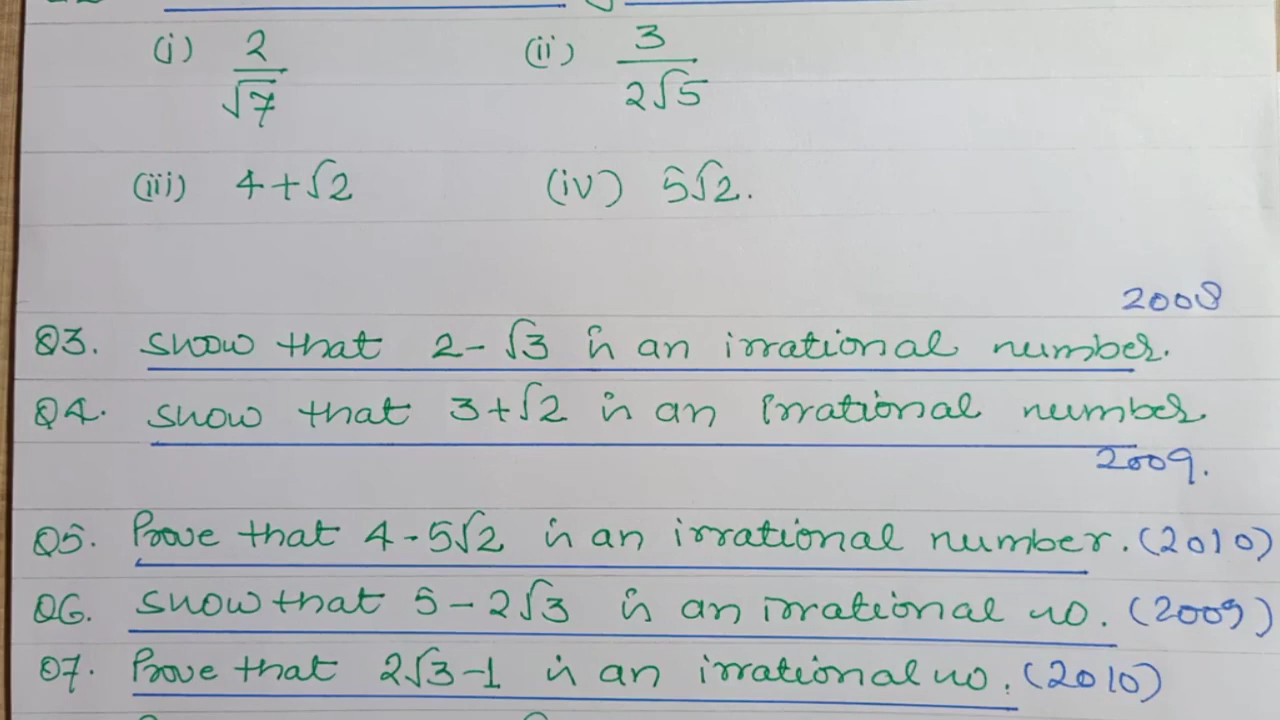 (i) 2/√7 (ii) 3/2√5
(iii) 4+√2 (iv) 5√2.
2008
Q3. Show that 2-√3 is an irrational number.
Q4. Show that 3+√2 is an irrational number
2009.
Q5. Prove that 4-5√2 is an irrational number. (2010)
Q6. Show that 5-2√3 is an irrational no. (2009)
Q7. Prove that 2√3-1 is an irrational no. (2010)